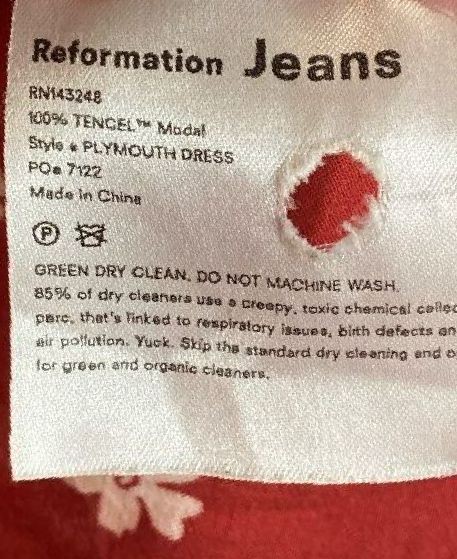 Reformation Jeans
RN143248
100% TENCEL™ Modal
Style # PLYMOUTH DRESS
PO# 7122
Made in China
P
GREEN DRY CLEAN. DO NOT MACHINE WASH.
85% of dry cleaners use a creepy, toxic chemical called
perc, that's linked to respiratory issues, birth defects an
air pollution. Yuck. Skip the standard dry cleaning and o
for green and organic cleaners.